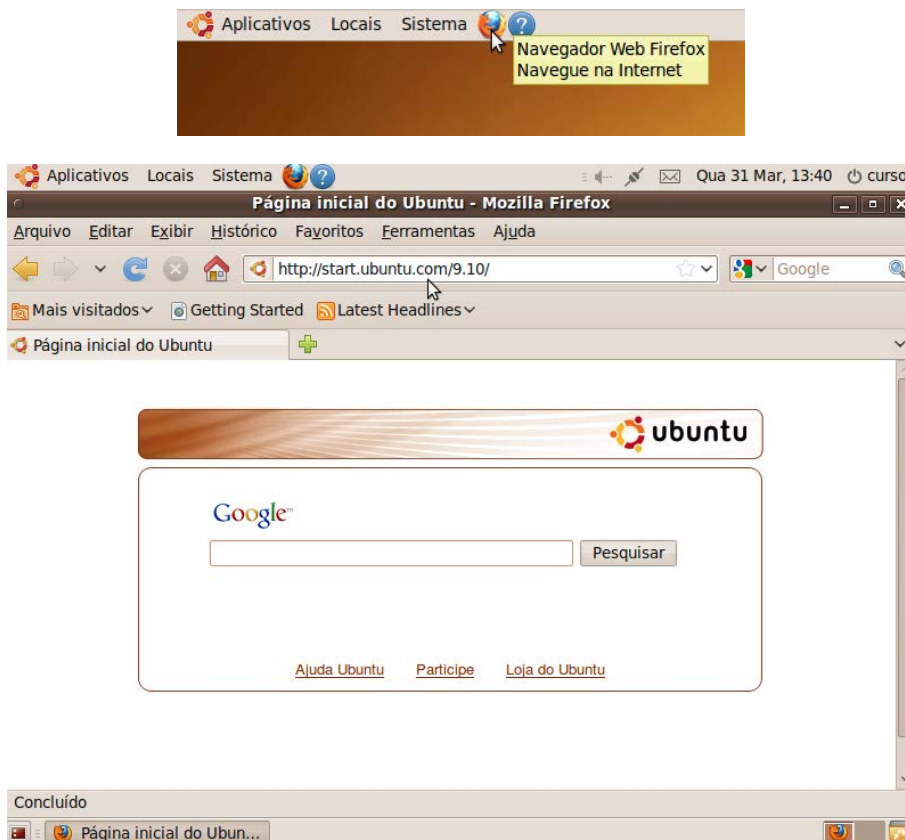 Aplicativos Locais Sistema ?
Navegador Web Firefox
Navegue na Internet
Aplicativos Locais Sistema ? Qua 31 Mar, 13:40 curso
Página inicial do Ubuntu - Mozilla Firefox
Arquivo Editar Exibir Histórico Favoritos Ferramentas Ajuda
http://start.ubuntu.com/9.10/ Google
Mais visitados Getting Started Latest Headlines
Página inicial do Ubuntu
ubuntu
Google™
Pesquisar
Ajuda Ubuntu Participe Loja do Ubuntu
Concluído
Página inicial do Ubun...